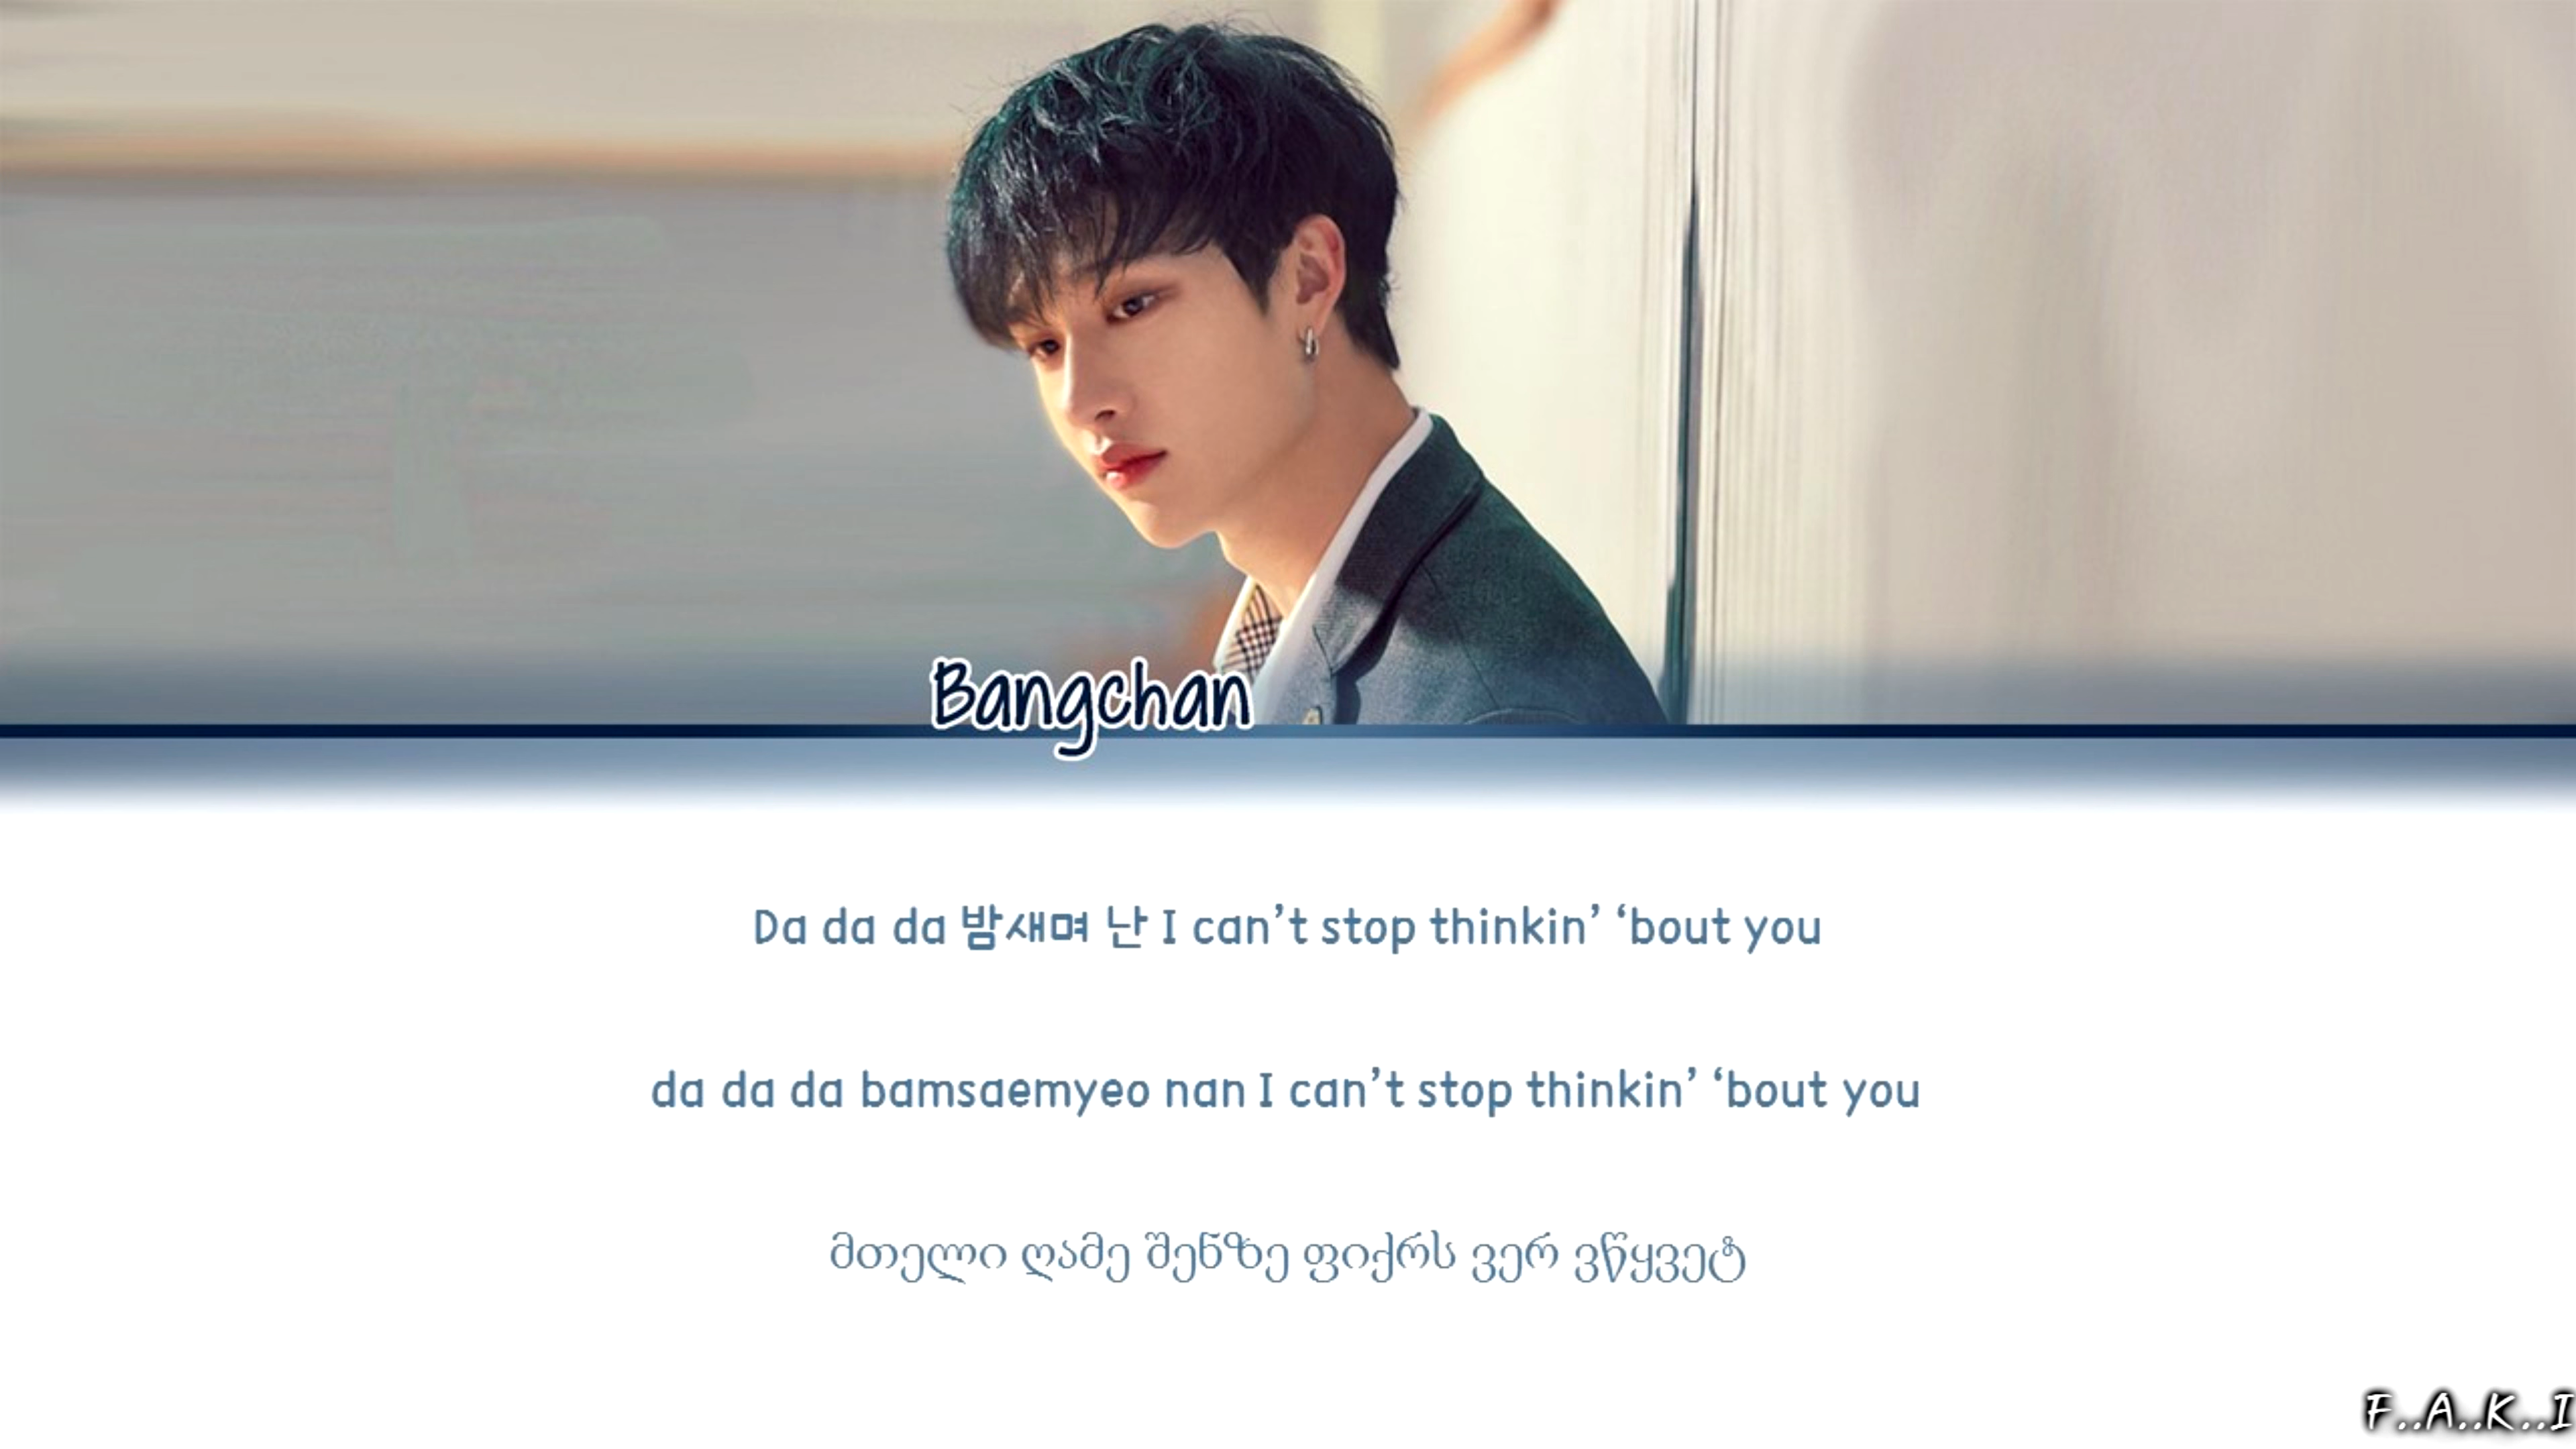 Bangchan
Da da da 밤새며 난 I can’t stop thinkin’ ‘bout you
da da da bamsaemyeo nan I can’t stop thinkin’ ‘bout you
მთელი ღამე შენზე ფიქრს ვერ ვწყვეტ
F..A..K..I